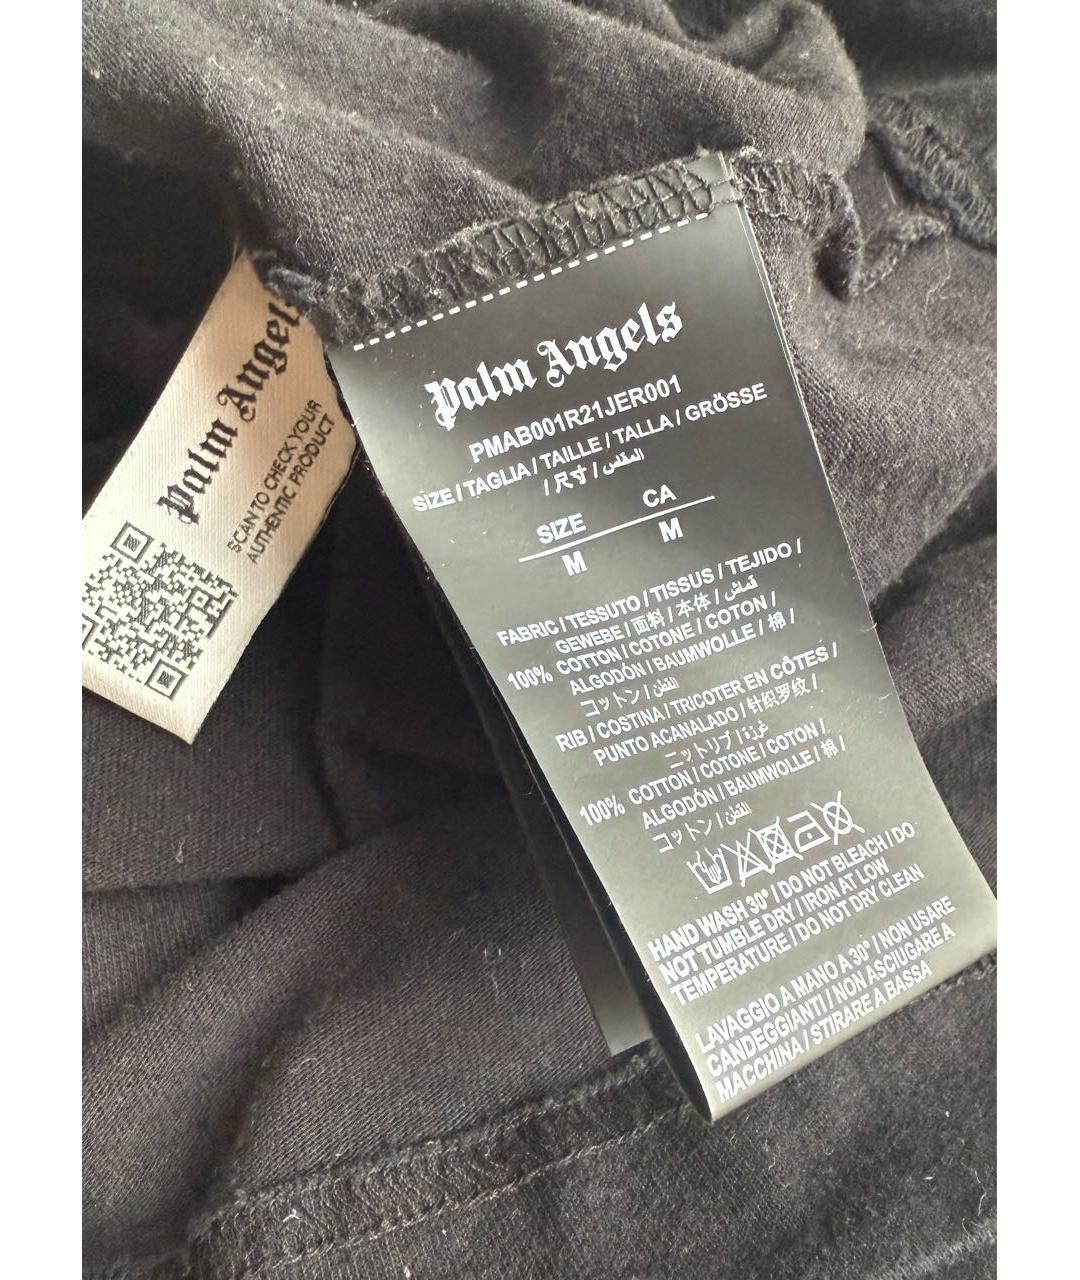 Palm Angels
SCAN TO CHECK YOUR
AUTHENTIC PRODUCT
Palm Angels
PMAB001R21JER001
SIZE / TAGLIA / TAILLE / TALLA / GRÖSSE
/ 尺寸 / المقاس
SIZE CA
M M
FABRIC / TESSUTO / TISSUS / TEJIDO /
GEWEBE / 面料 / 本体 / قماش
100% COTTON / COTONE / COTON /
ALGODÓN / BAUMWOLLE / 棉 /
コットン / القطن
RIB / COSTINA / TRICOTER EN CÔTES /
PUNTO ACANALADO / 针织罗纹 /
ニットリブ / غرزة
100% COTTON / COTONE / COTON /
ALGODÓN / BAUMWOLLE / 棉 /
コットン / القطن
HAND WASH 30° / DO NOT BLEACH / DO
NOT TUMBLE DRY / IRON AT LOW
TEMPERATURE / DO NOT DRY CLEAN
LAVAGGIO A MANO A 30° / NON USARE
CANDEGGIANTI / NON ASCIUGARE A
MACCHINA / STIRARE A BASSA